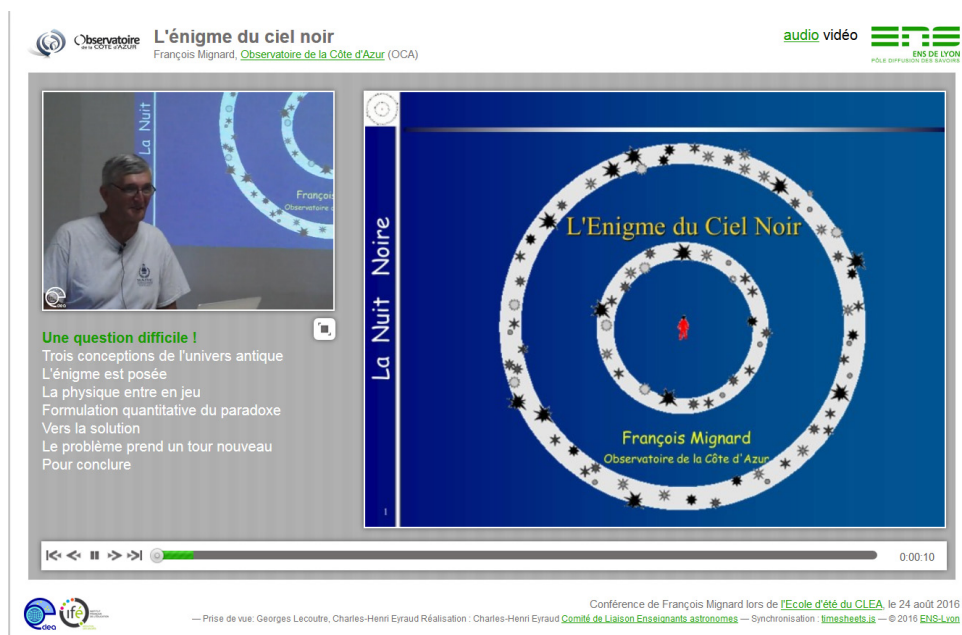 Observatoire
de la CÔTE d'AZUR
L'énigme du ciel noir
François Mignard, Observatoire de la Côte d'Azur (OCA)
audio vidéo
ENS DE LYON
PÔLE DIFFUSION DES SAVOIRS
La Nuit
François
Observatoire
clea
Une question difficile !
Trois conceptions de l'univers antique
L'énigme est posée
La physique entre en jeu
Formulation quantitative du paradoxe
Vers la solution
Le problème prend un tour nouveau
Pour conclure
La Nuit Noire
L'Enigme du Ciel Noir
François Mignard
Observatoire de la Côte d'Azur
1
0:00:10
clea
ifé
Conférence de François Mignard lors de l'Ecole d'été du CLEA, le 24 août 2016
— Prise de vue: Georges Lecoutre, Charles-Henri Eyraud Réalisation : Charles-Henri Eyraud Comité de Liaison Enseignants astronomes — Synchronisation : timesheets.js — © 2016 ENS-Lyon